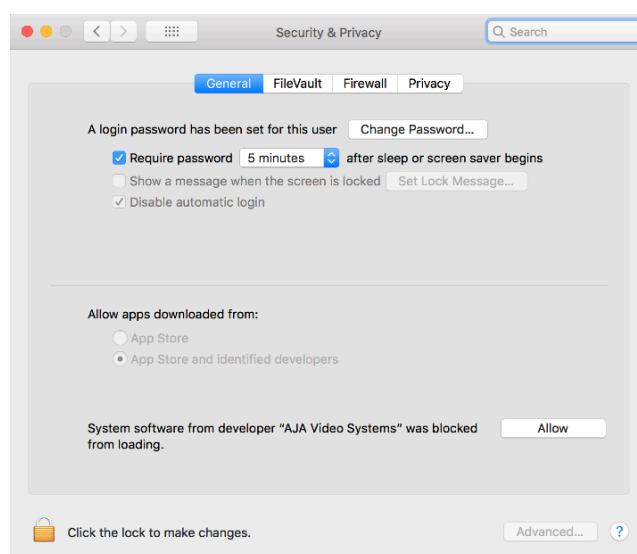 Security & Privacy
Search
General FileVault Firewall Privacy
A login password has been set for this user Change Password...
Require password 5 minutes after sleep or screen saver begins
Show a message when the screen is locked Set Lock Message...
Disable automatic login
Allow apps downloaded from:
App Store
App Store and identified developers
System software from developer “AJA Video Systems” was blocked
from loading.
Allow
Click the lock to make changes.
Advanced...
?